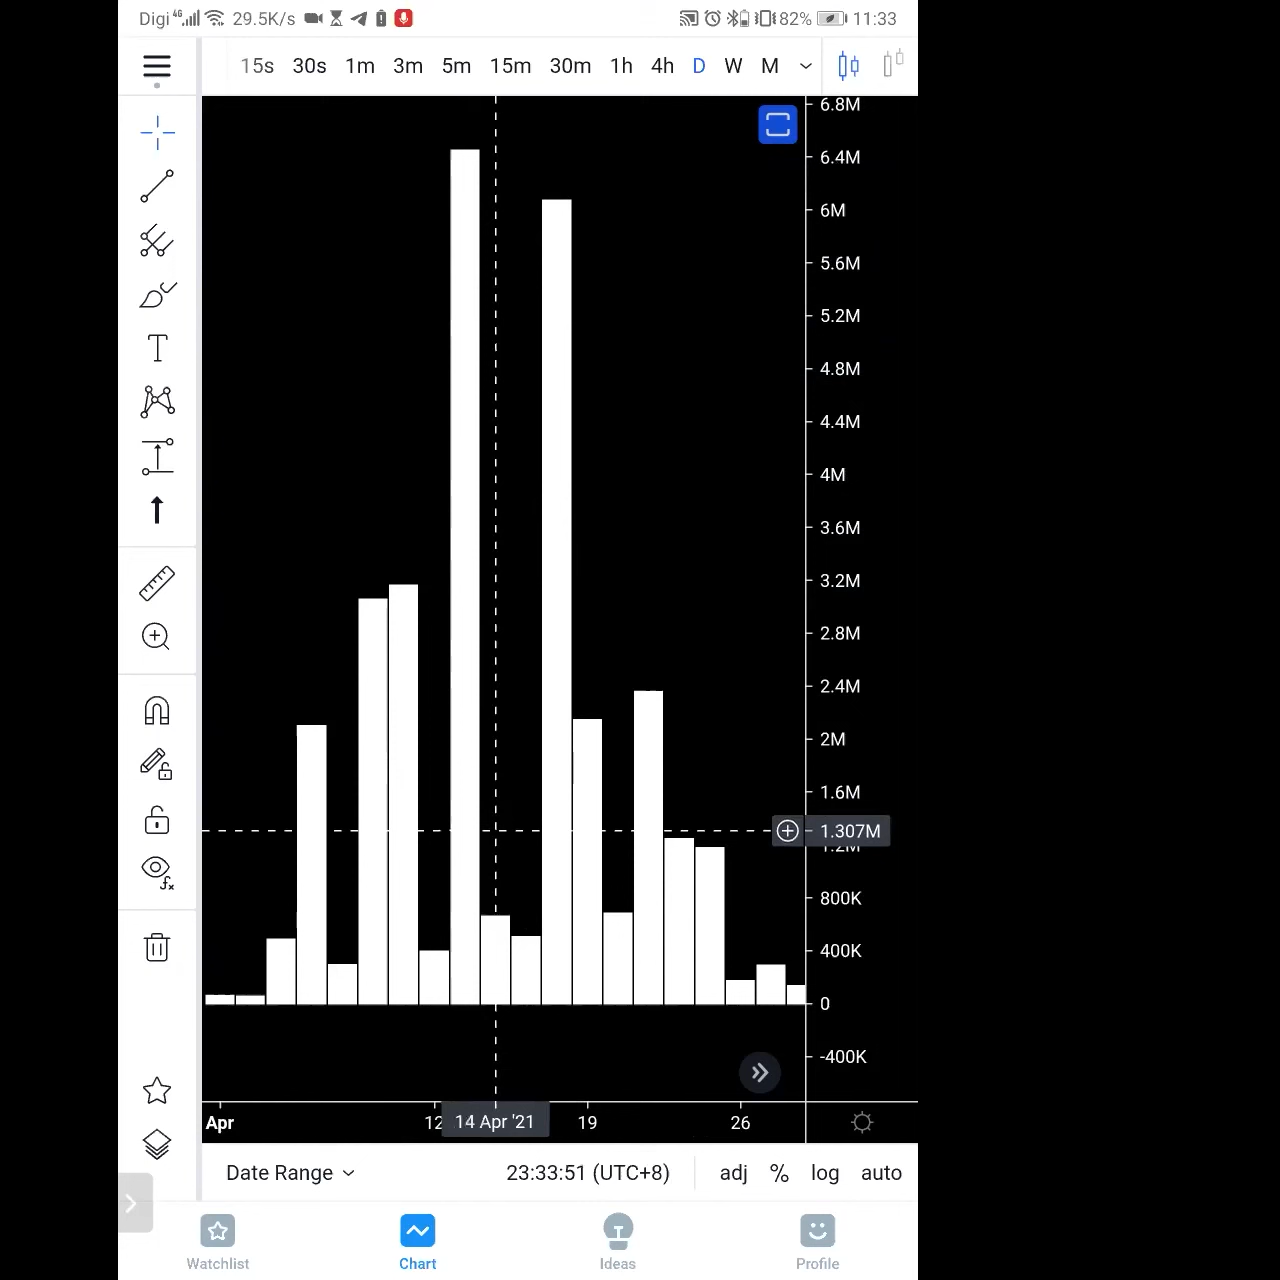 Digi 4G 29.5K/s 82% 11:33
15s 30s 1m 3m 5m 15m 30m 1h 4h D W M
6.8M
6.4M
6M
5.6M
5.2M
4.8M
4.4M
4M
3.6M
3.2M
2.8M
2.4M
2M
1.6M
1.307M
1.2M
800K
400K
0
-400K
Apr 12 14 Apr '21 19 26
Date Range 23:33:51 (UTC+8) adj % log auto
Watchlist Chart Ideas Profile